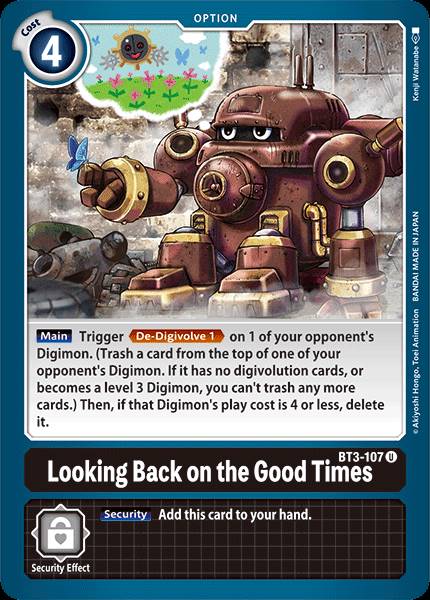 OPTION
Cost
4
Kenji Watanabe
©Akiyoshi Hongo, Toei Animation BANDAI MADE IN JAPAN
Main Trigger De-Digivolve 1 on 1 of your opponent's
Digimon. (Trash a card from the top of one of your
opponent's Digimon. If it has no digivolution cards, or
becomes a level 3 Digimon, you can't trash any more
cards.) Then, if that Digimon's play cost is 4 or less, delete
it.
BT3-107 U
Looking Back on the Good Times
Security Add this card to your hand.
Security Effect